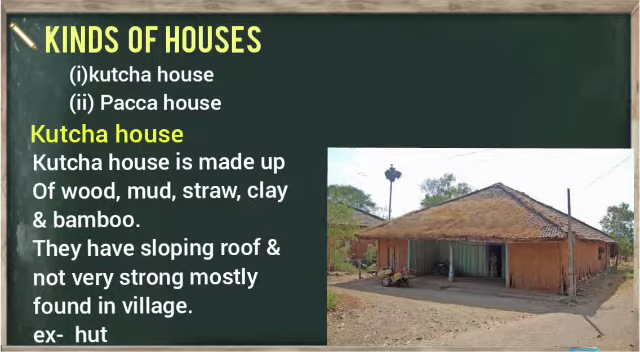 KINDS OF HOUSES
(i)kutcha house
(ii) Pacca house
Kutcha house
Kutcha house is made up
Of wood, mud, straw, clay
& bamboo.
They have sloping roof &
not very strong mostly
found in village.
ex- hut